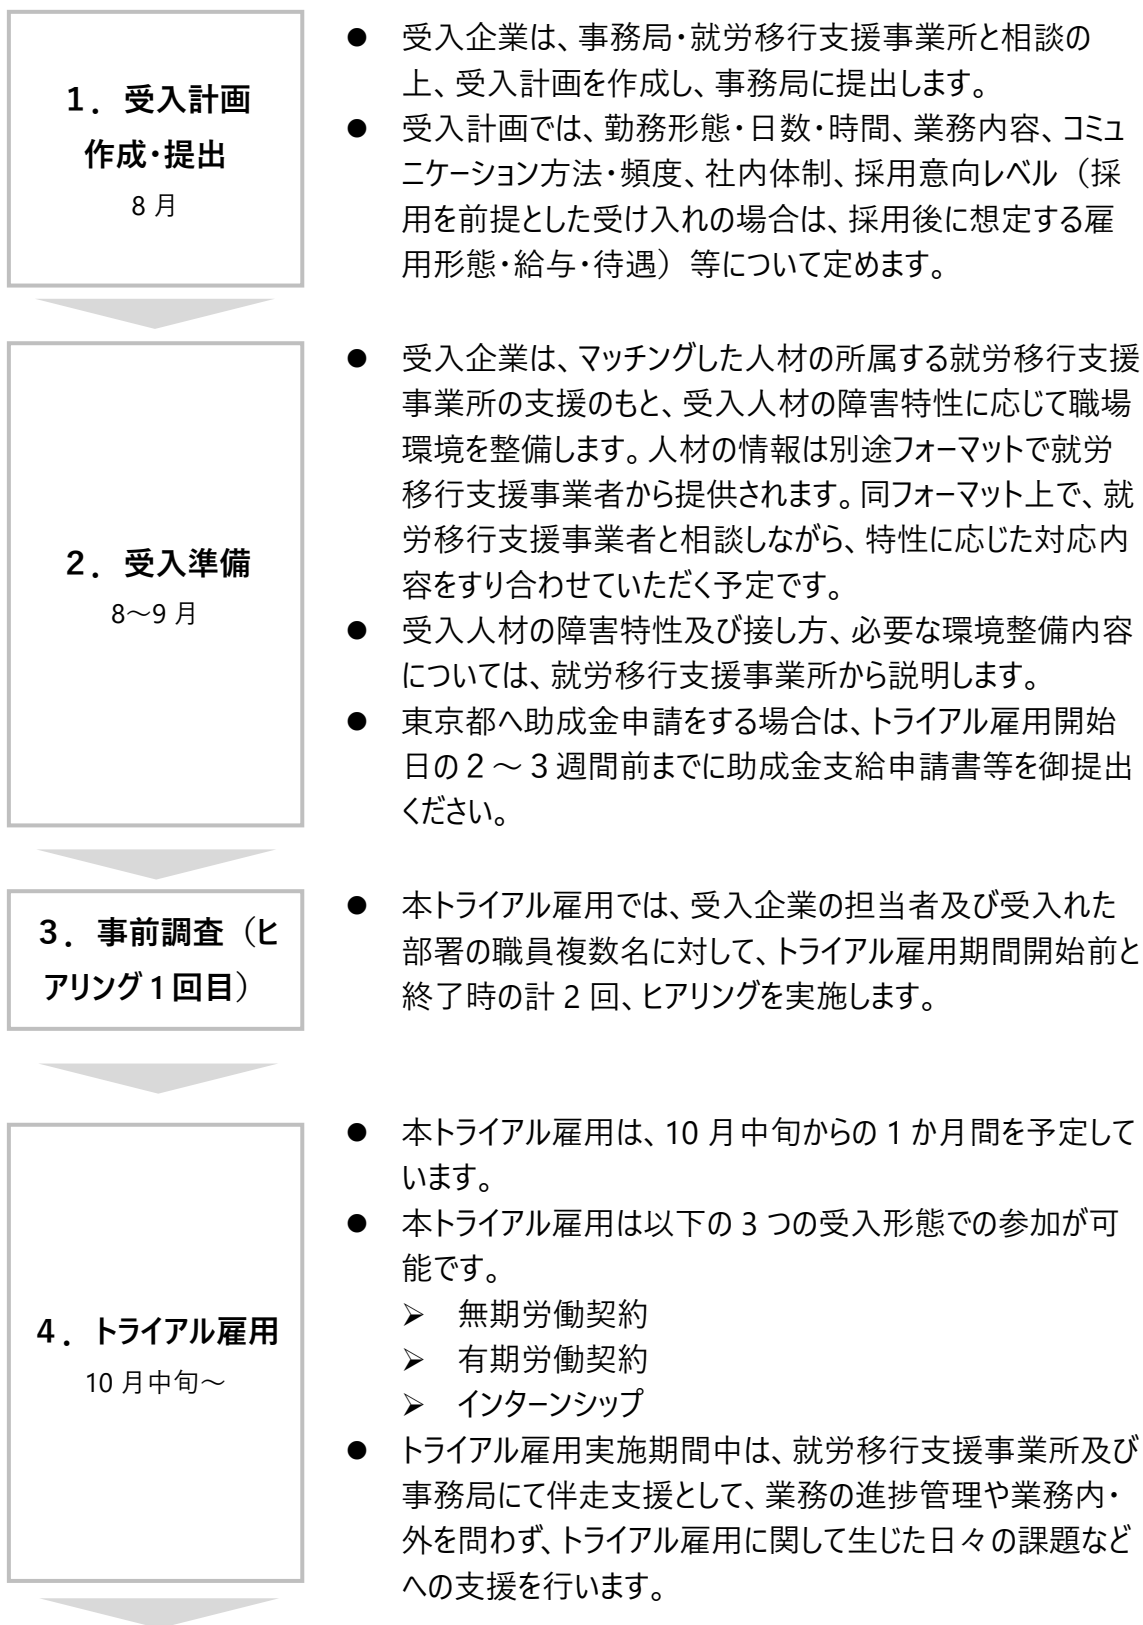 1．受入計画
作成・提出
8 月
● 受入企業は、事務局・就労移行支援事業所と相談の
上、受入計画を作成し、事務局に提出します。
● 受入計画では、勤務形態・日数・時間、業務内容、コミュ
ニケーション方法・頻度、社内体制、採用意向レベル（採
用を前提とした受け入れの場合は、採用後に想定する雇
用形態・給与・待遇）等について定めます。
2．受入準備
8～9 月
● 受入企業は、マッチングした人材の所属する就労移行支援
事業所の支援のもと、受入人材の障害特性に応じて職場
環境を整備します。人材の情報は別途フォーマットで就労
移行支援事業者から提供されます。同フォーマット上で、就
労移行支援事業者と相談しながら、特性に応じた対応内
容をすり合わせていただく予定です。
● 受入人材の障害特性及び接し方、必要な環境整備内容
については、就労移行支援事業所から説明します。
● 東京都へ助成金申請をする場合は、トライアル雇用開始
日の２～３週間前までに助成金支給申請書等を御提出
ください。
3．事前調査（ヒ
アリング 1 回目）
● 本トライアル雇用では、受入企業の担当者及び受入れた
部署の職員複数名に対して、トライアル雇用期間開始前と
終了時の計 2 回、ヒアリングを実施します。
4．トライアル雇用
10 月中旬～
● 本トライアル雇用は、10 月中旬からの 1 か月間を予定して
います。
● 本トライアル雇用は以下の 3 つの受入形態での参加が可
能です。
➢ 無期労働契約
➢ 有期労働契約
➢ インターンシップ
● トライアル雇用実施期間中は、就労移行支援事業所及び
事務局にて伴走支援として、業務の進捗管理や業務内・
外を問わず、トライアル雇用に関して生じた日々の課題など
への支援を行います。